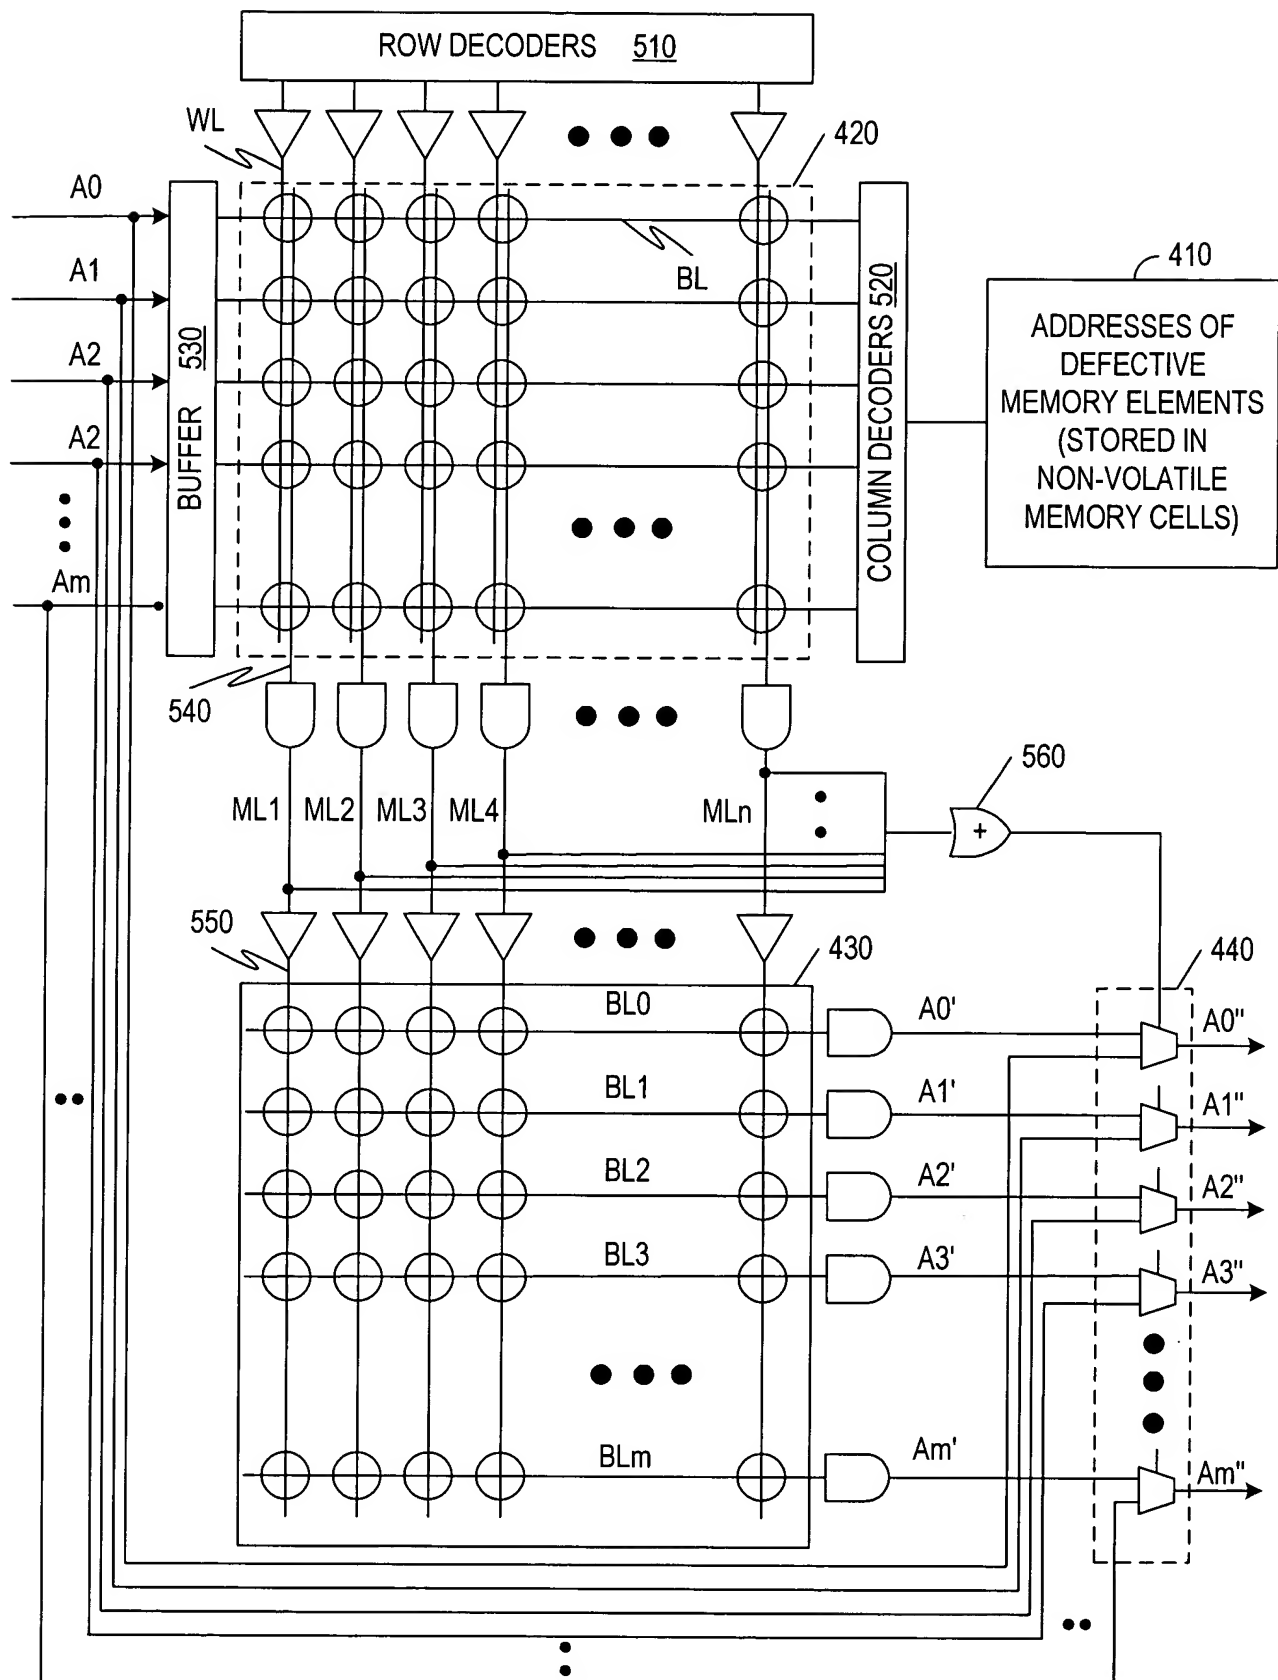 ROW DECODERS 510
WL
420
A0
A1
A2
A2
Am
BUFFER 530
BL
COLUMN DECODERS 520
410
ADDRESSES OF
DEFECTIVE
MEMORY ELEMENTS
(STORED IN
NON-VOLATILE
MEMORY CELLS)
540
560
ML1
ML2
ML3
ML4
MLn
+
550
430
440
BL0
A0'
A0"
BL1
A1'
A1"
BL2
A2'
A2"
BL3
A3'
A3"
BLm
Am'
Am"